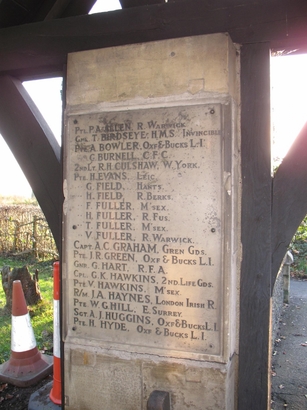 PTE P.A. ALLEN, R. WARWICK.
GNR T. BIRDSEYE: H.M.S. INVINCIBLE
PTE A BOWLER, OXF & BUCKS L.I.
C BURNELL, C.F.C.
2ND LT R.H. CULSHAW, W. YORK.
PTE H. EVANS, LEIC.
G. FIELD, HANTS.
H. FIELD, R. BERKS.
F. FULLER, M'SEX.
H. FULLER, R. FUS.
T. FULLER, M'SEX.
V. FULLER, R. WARWICK.
CAPT. A.C. GRAHAM, GREN GDS.
PTE J.R. GREEN, OXF & BUCKS L.I.
GNR G. HART, R.F.A.
CPL G.K. HAWKINS, 2ND LIFE GDS.
PTE V. HAWKINS, M'SEX
R/M J.A. HAYNES, LONDON IRISH R.
PTE W.G. HILL, E. SURREY.
SGT. A.J. HUGGINS, OXF & BUCKS L.I.
PTE H. HYDE, OXF & BUCKS L.I.